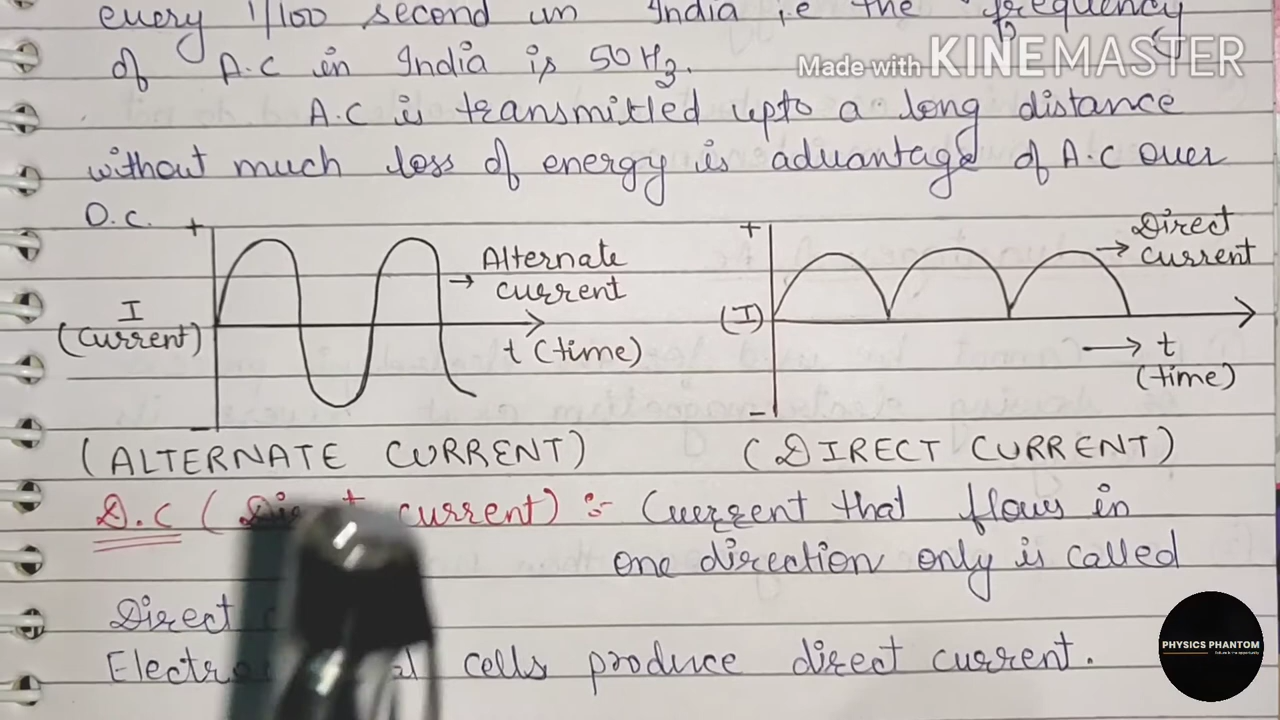 every 1/100 second in India i.e the frequency
of A.C in India is 50 Hz.
Made with KINEMASTER
A.C is transmitted upto a long distance
without much loss of energy is advantage of A.C over
D.C.
+
Alternate
current
I
(current)
t (time)
-
(ALTERNATE CURRENT)
+
Direct
current
(I)
t
(time)
-
(DIRECT CURRENT)
D.C ( current) :- Current that flows in
one direction only is called
Direct
cells produce direct current.
PHYSICS PHANTOM